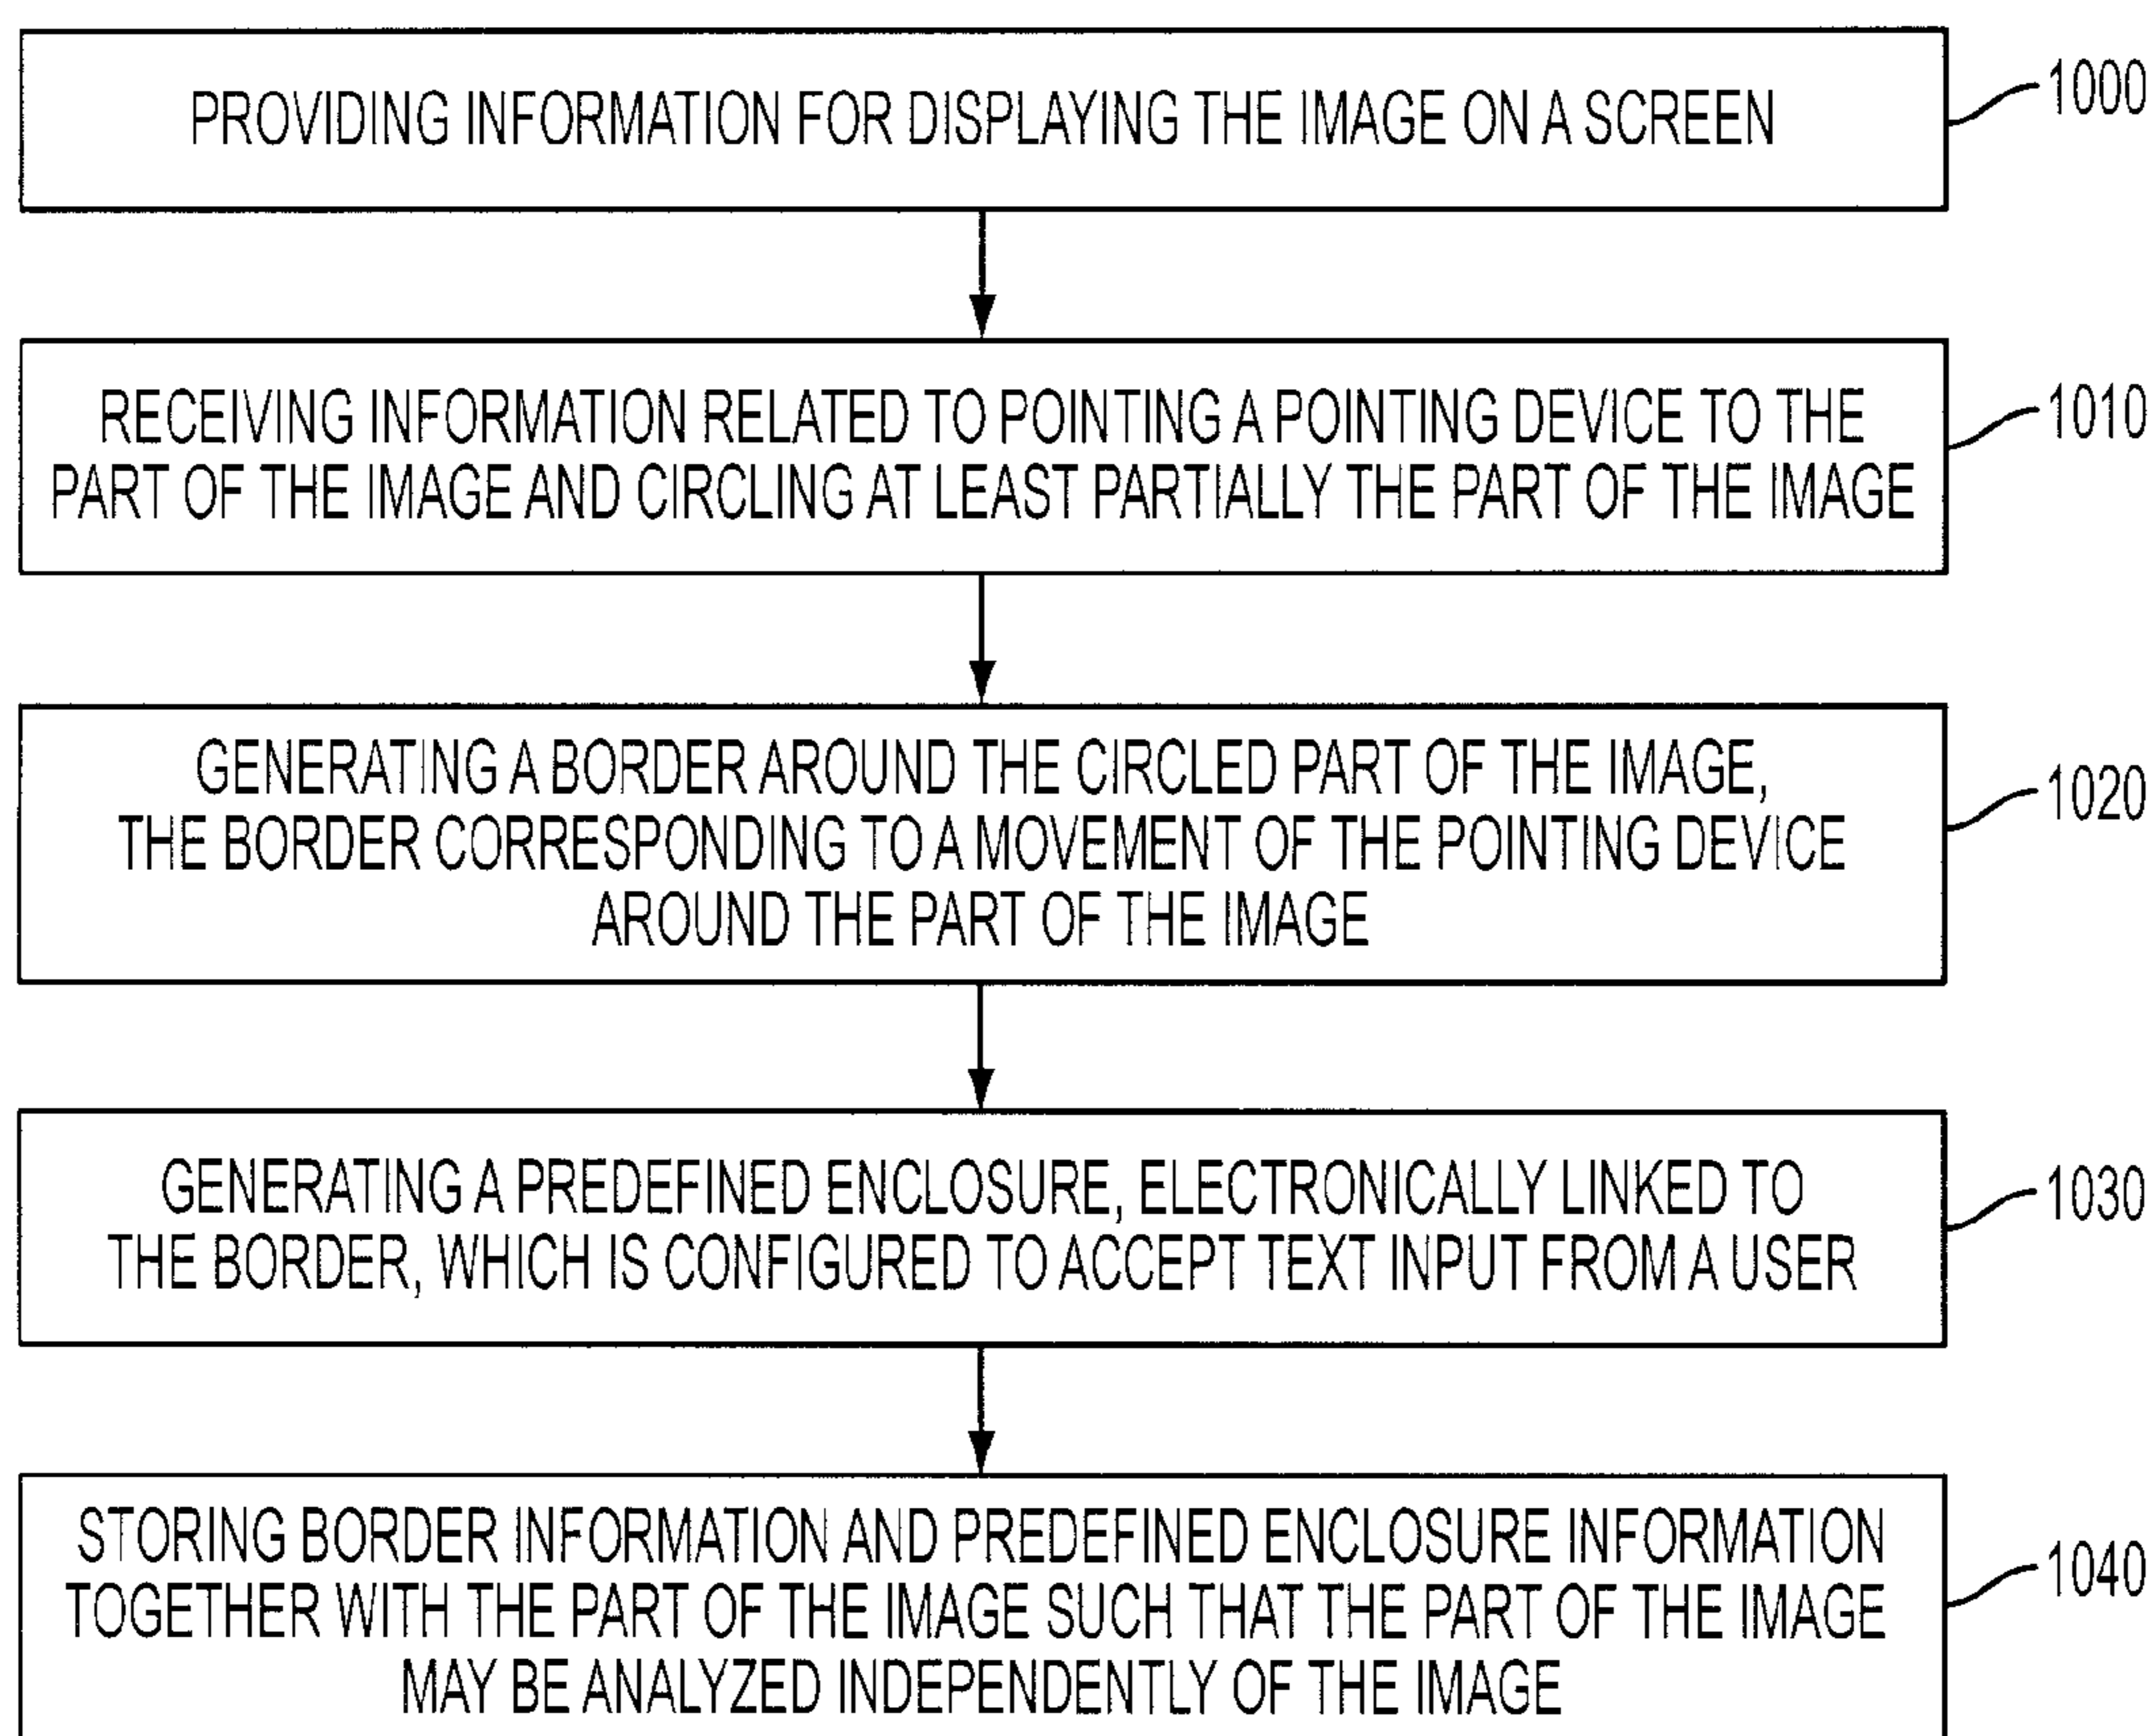 PROVIDING INFORMATION FOR DISPLAYING THE IMAGE ON A SCREEN
1000
RECEIVING INFORMATION RELATED TO POINTING A POINTING DEVICE TO THE
PART OF THE IMAGE AND CIRCLING AT LEAST PARTIALLY THE PART OF THE IMAGE
1010
GENERATING A BORDER AROUND THE CIRCLED PART OF THE IMAGE,
THE BORDER CORRESPONDING TO A MOVEMENT OF THE POINTING DEVICE
AROUND THE PART OF THE IMAGE
1020
GENERATING A PREDEFINED ENCLOSURE, ELECTRONICALLY LINKED TO
THE BORDER, WHICH IS CONFIGURED TO ACCEPT TEXT INPUT FROM A USER
1030
STORING BORDER INFORMATION AND PREDEFINED ENCLOSURE INFORMATION
TOGETHER WITH THE PART OF THE IMAGE SUCH THAT THE PART OF THE IMAGE
MAY BE ANALYZED INDEPENDENTLY OF THE IMAGE
1040